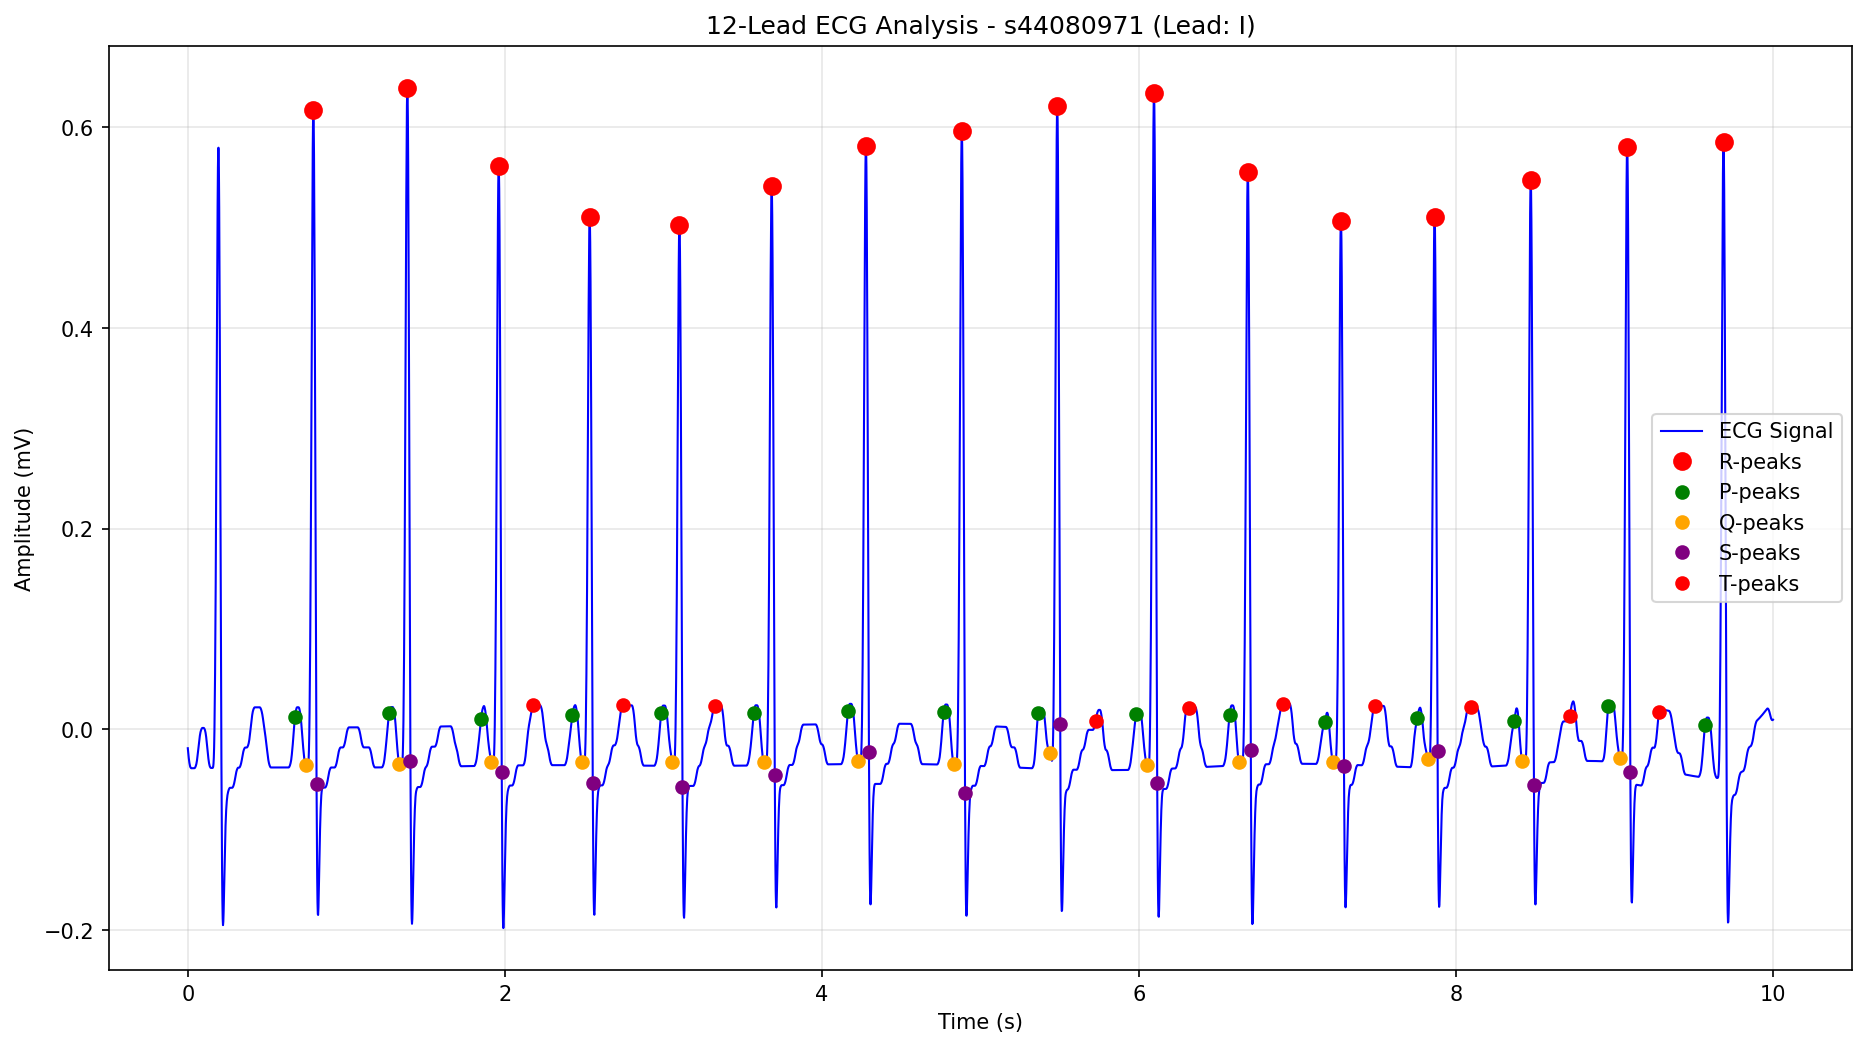 12-Lead ECG Analysis - s44080971 (Lead: I)
Amplitude (mV)
0.6
0.4
0.2
0.0
−0.2
ECG Signal
R-peaks
P-peaks
Q-peaks
S-peaks
T-peaks
0 2 4 6 8 10
Time (s)